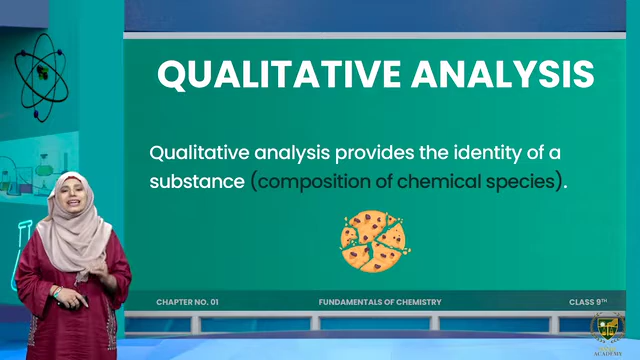 QUALITATIVE ANALYSIS
Qualitative analysis provides the identity of a
substance (composition of chemical species).
CHAPTER NO. 01 FUNDAMENTALS OF CHEMISTRY CLASS 9TH
ACADEMY